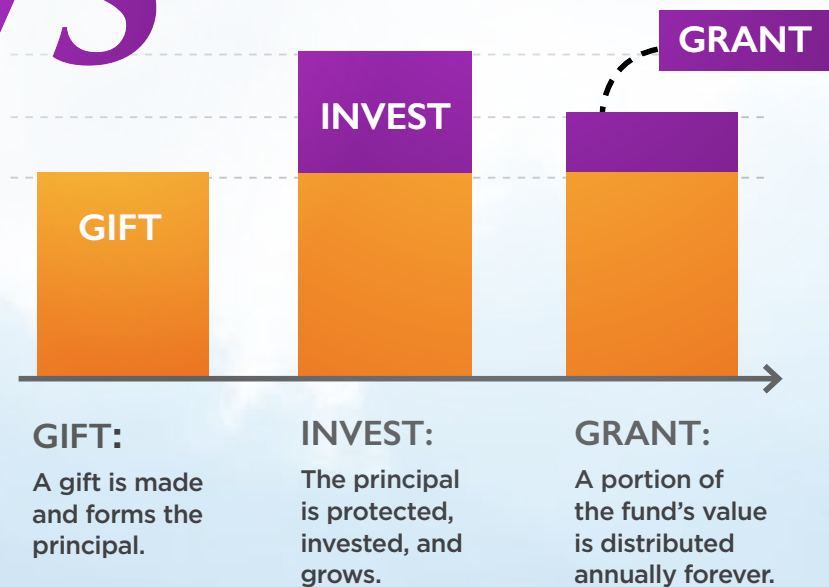 GRANT
INVEST
GIFT
GIFT:
A gift is made
and forms the
principal.
INVEST:
The principal
is protected,
invested, and
grows.
GRANT:
A portion of
the fund’s value
is distributed
annually forever.